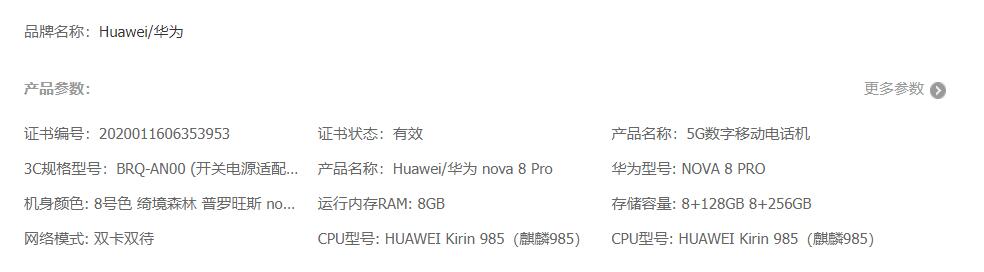 品牌名称：Huawei/华为
产品参数： 更多参数
证书编号：2020011606353953 证书状态：有效 产品名称：5G数字移动电话机
3C规格型号：BRQ-AN00 (开关电源适配... 产品名称：Huawei/华为 nova 8 Pro 华为型号: NOVA 8 PRO
机身颜色: 8号色 绮境森林 普罗旺斯 no... 运行内存RAM: 8GB 存储容量: 8+128GB 8+256GB
网络模式: 双卡双待 CPU型号: HUAWEI Kirin 985（麒麟985） CPU型号: HUAWEI Kirin 985（麒麟985）